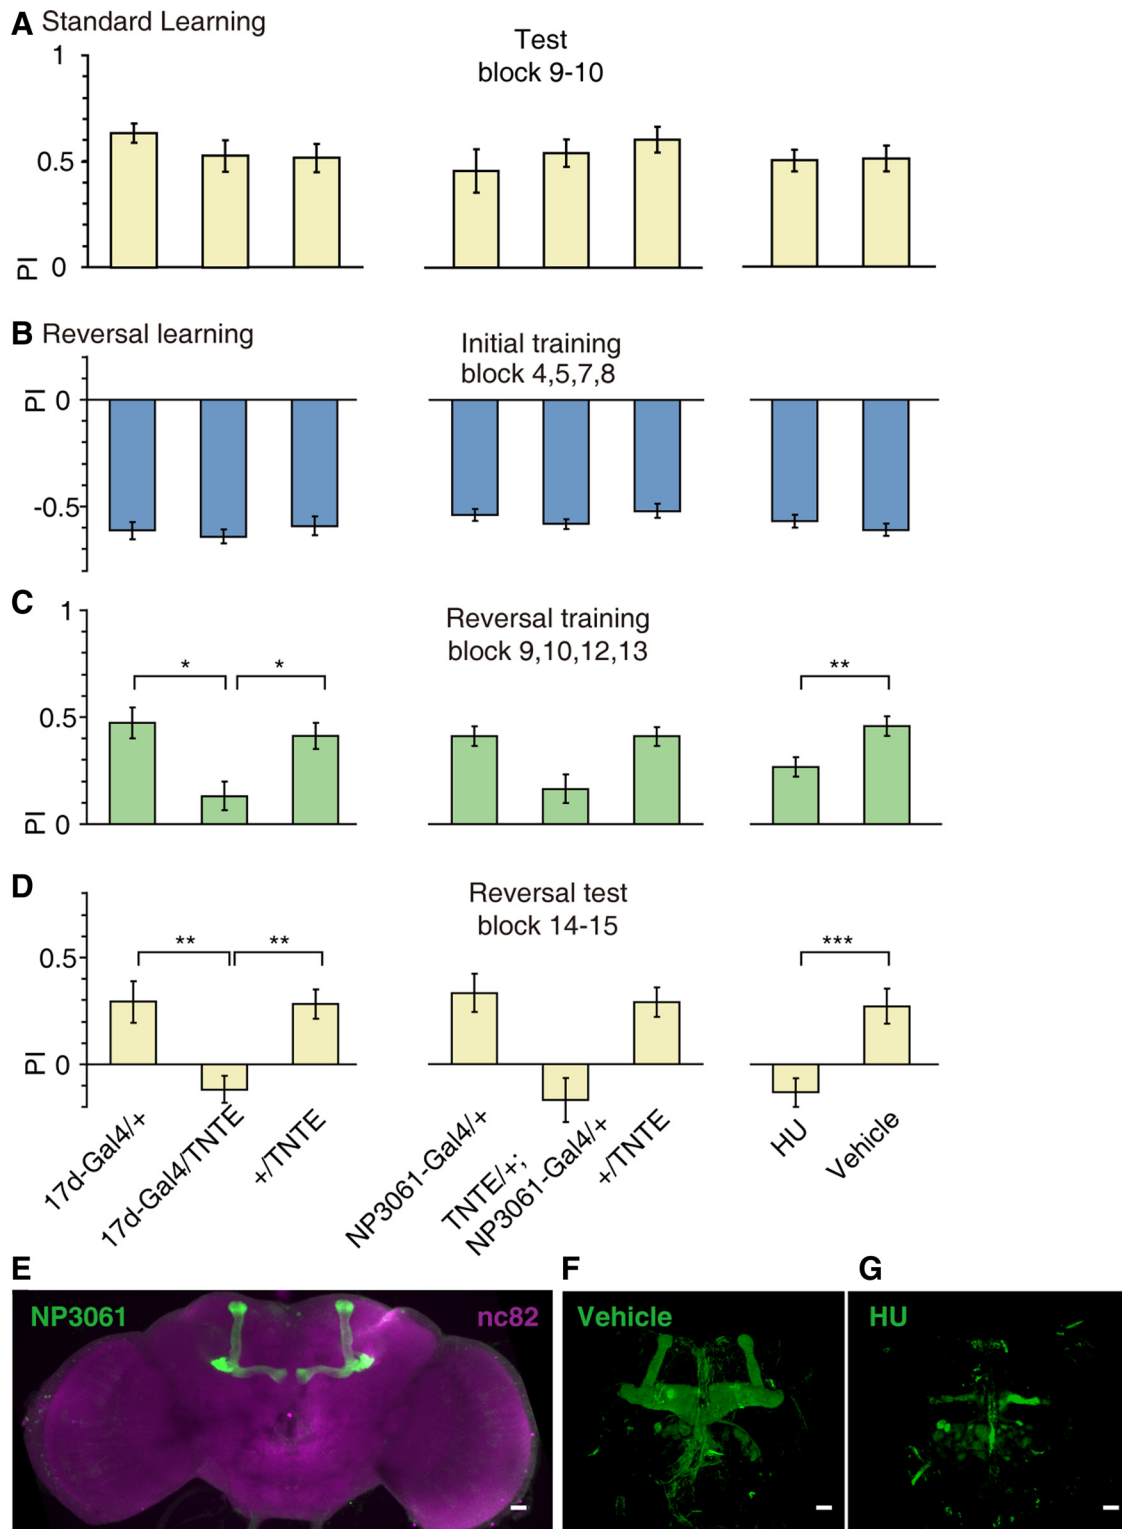 A Standard Learning
Test
block 9-10
1
0.5
0
PI
B Reversal learning
Initial training
block 4,5,7,8
0
-0.5
PI
C
Reversal training
block 9,10,12,13
1
* * **
0.5
0
PI
D
Reversal test
block 14-15
** ** ***
0.5
0
PI
17d-Gal4/+
17d-Gal4/TNTE
+/TNTE
NP3061-Gal4/+
TNTE/+;
NP3061-Gal4/+
+/TNTE
HU
Vehicle
E F G
NP3061 nc82 Vehicle HU